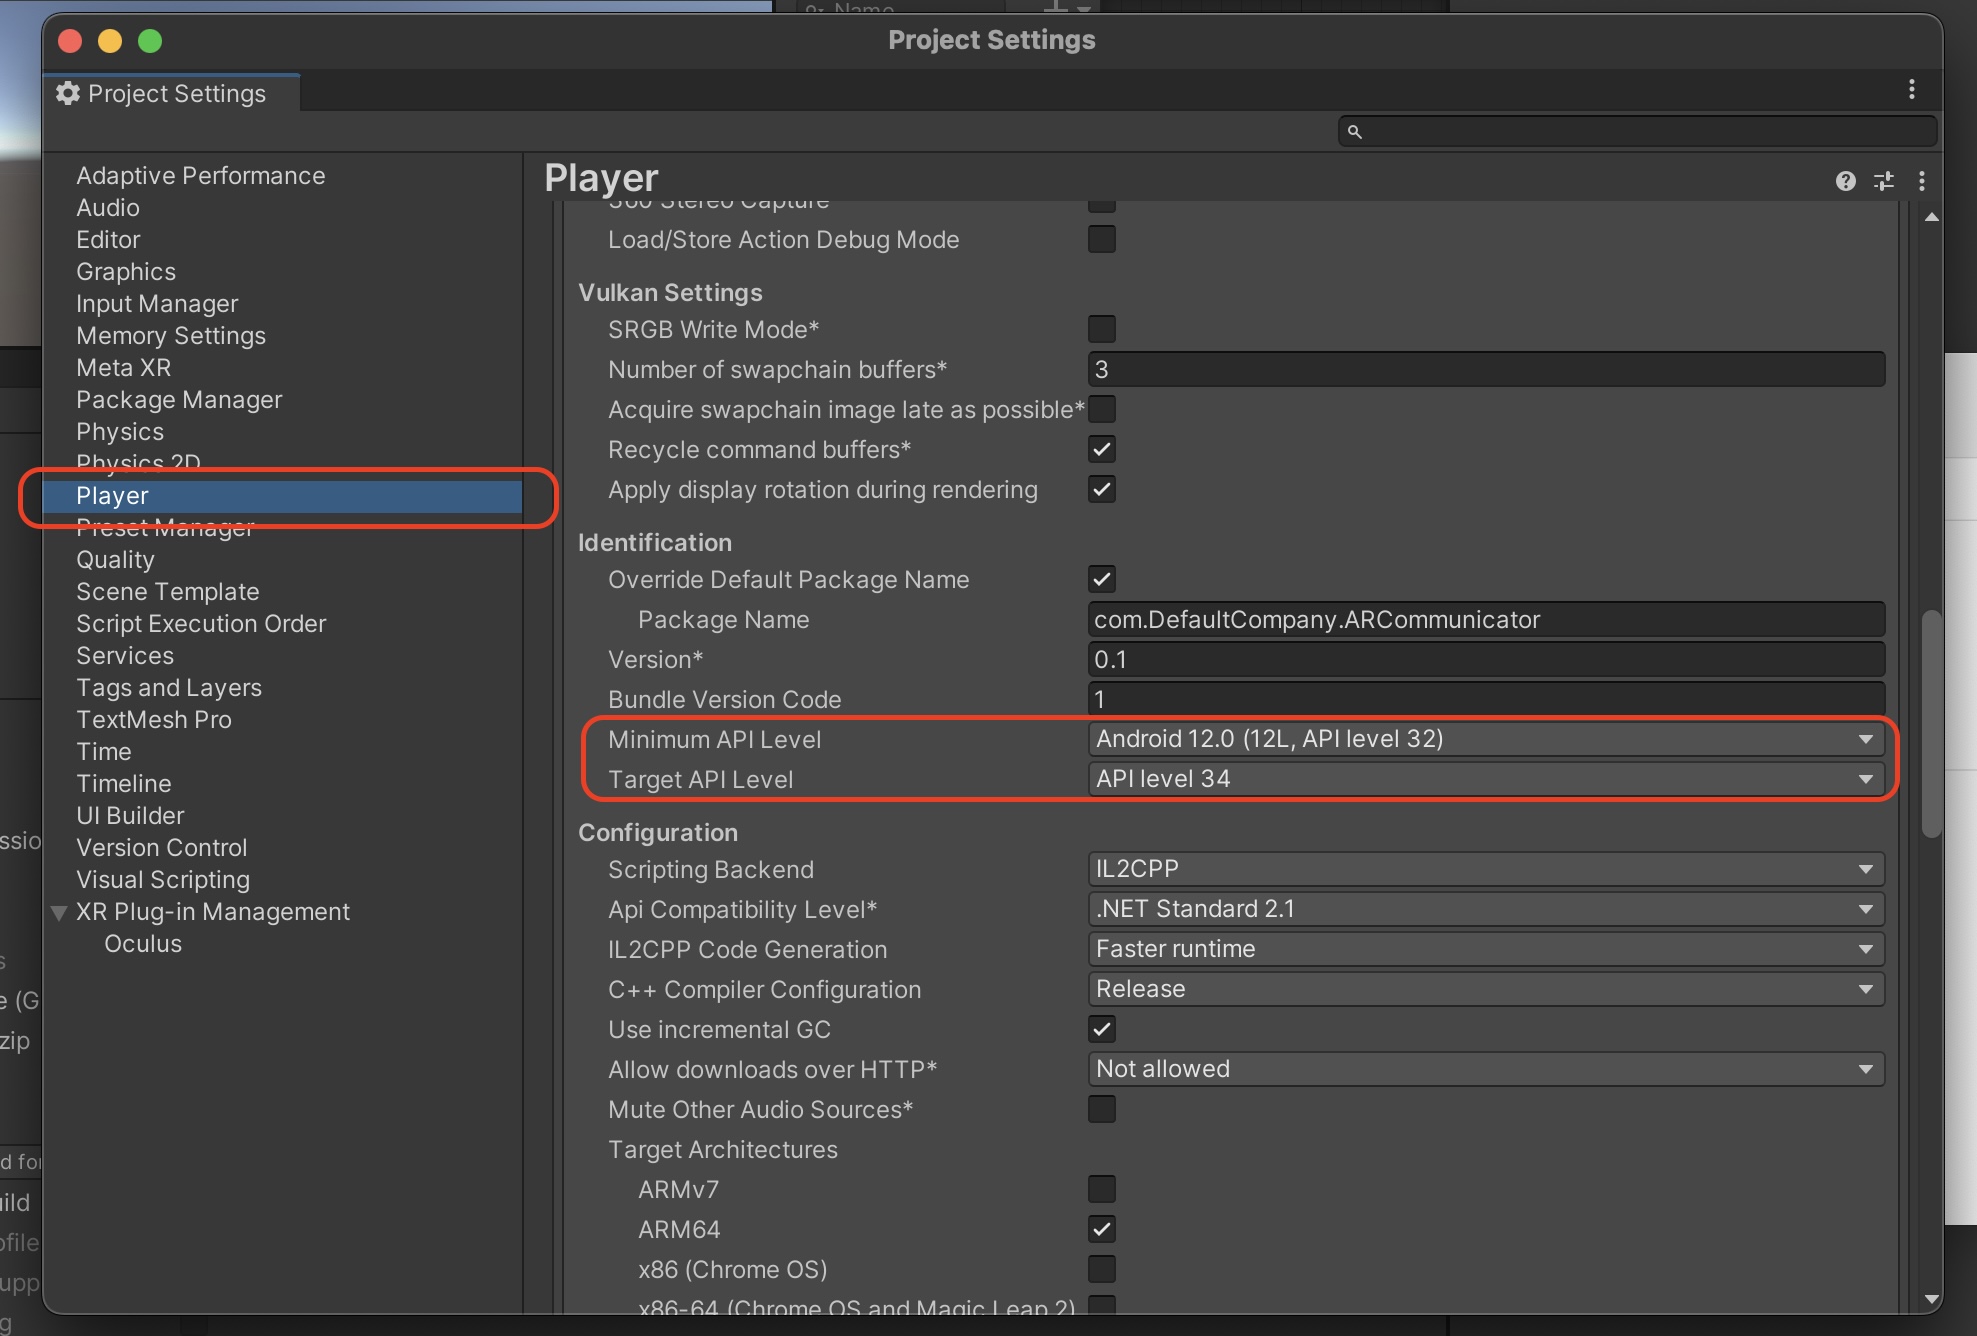 Name
Project Settings
Project Settings
Adaptive Performance
Audio
Editor
Graphics
Input Manager
Memory Settings
Meta XR
Package Manager
Physics
Physics 2D
Player
Preset Manager
Quality
Scene Template
Script Execution Order
Services
Tags and Layers
TextMesh Pro
Time
Timeline
UI Builder
Version Control
Visual Scripting
XR Plug-in Management
Oculus
Player
360 Stereo Capture
Load/Store Action Debug Mode
Vulkan Settings
SRGB Write Mode*
Number of swapchain buffers* 3
Acquire swapchain image late as possible*
Recycle command buffers*
Apply display rotation during rendering
Identification
Override Default Package Name
Package Name com.DefaultCompany.ARCommunicator
Version* 0.1
Bundle Version Code 1
Minimum API Level Android 12.0 (12L, API level 32)
Target API Level API level 34
Configuration
Scripting Backend IL2CPP
Api Compatibility Level* .NET Standard 2.1
IL2CPP Code Generation Faster runtime
C++ Compiler Configuration Release
Use incremental GC
Allow downloads over HTTP* Not allowed
Mute Other Audio Sources*
Target Architectures
ARMv7
ARM64
x86 (Chrome OS)
x86-64 (Chrome OS and Magic Leap 2)
ssio
s
e (G
zip
d for
uild
ofile
upp
g